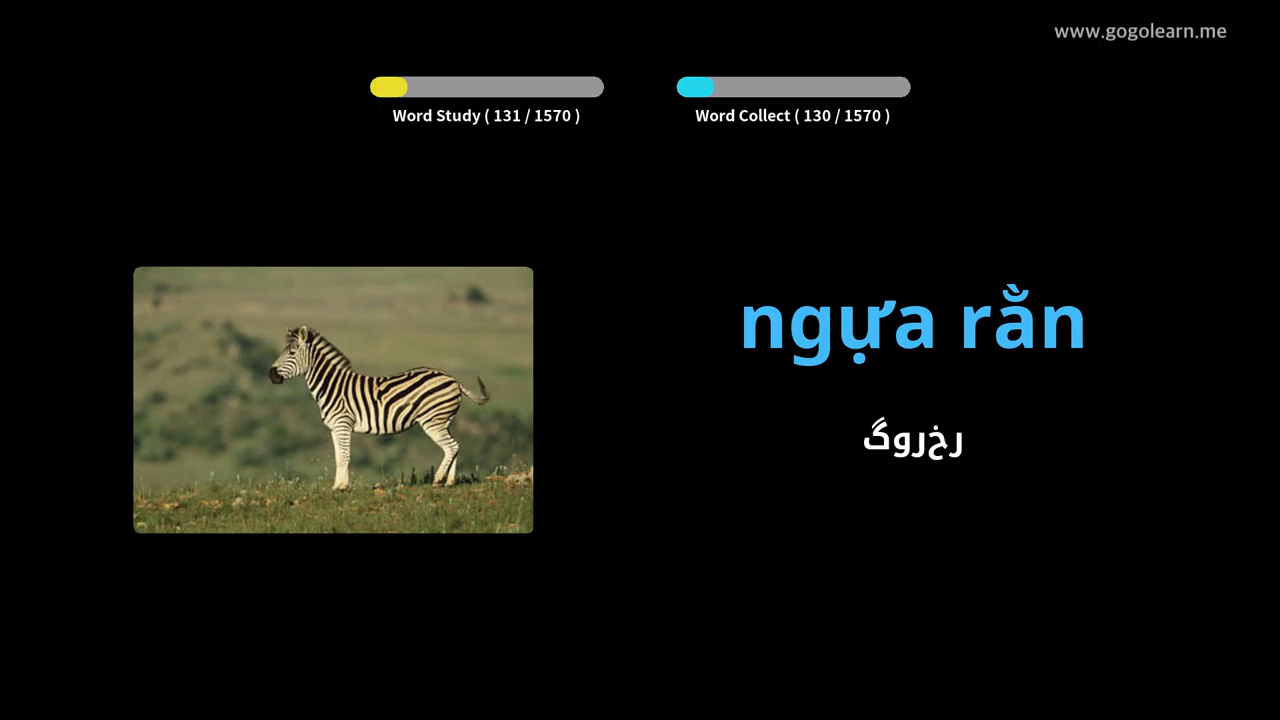 www.gogolearn.me
Word Study ( 131 / 1570 )
Word Collect ( 130 / 1570 )
ngựa rằn
رخروگ